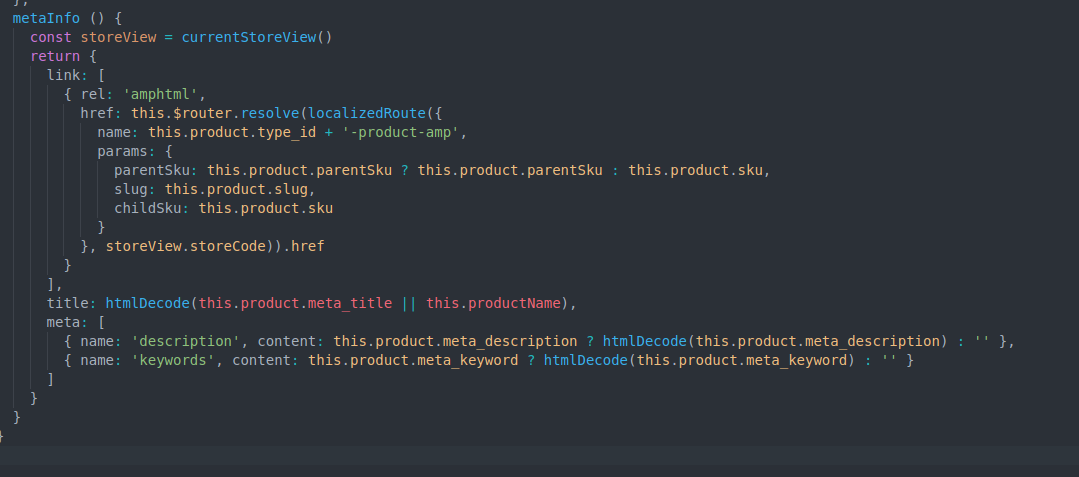 },
metaInfo () {
const storeView = currentStoreView()
return {
link: [
{ rel: 'amphtml',
href: this.$router.resolve(localizedRoute({
name: this.product.type_id + '-product-amp',
params: {
parentSku: this.product.parentSku ? this.product.parentSku : this.product.sku,
slug: this.product.slug,
childSku: this.product.sku
}
}, storeView.storeCode)).href
}
],
title: htmlDecode(this.product.meta_title || this.productName),
meta: [
{ name: 'description', content: this.product.meta_description ? htmlDecode(this.product.meta_description) : '' },
{ name: 'keywords', content: this.product.meta_keyword ? htmlDecode(this.product.meta_keyword) : '' }
]
}
}
}